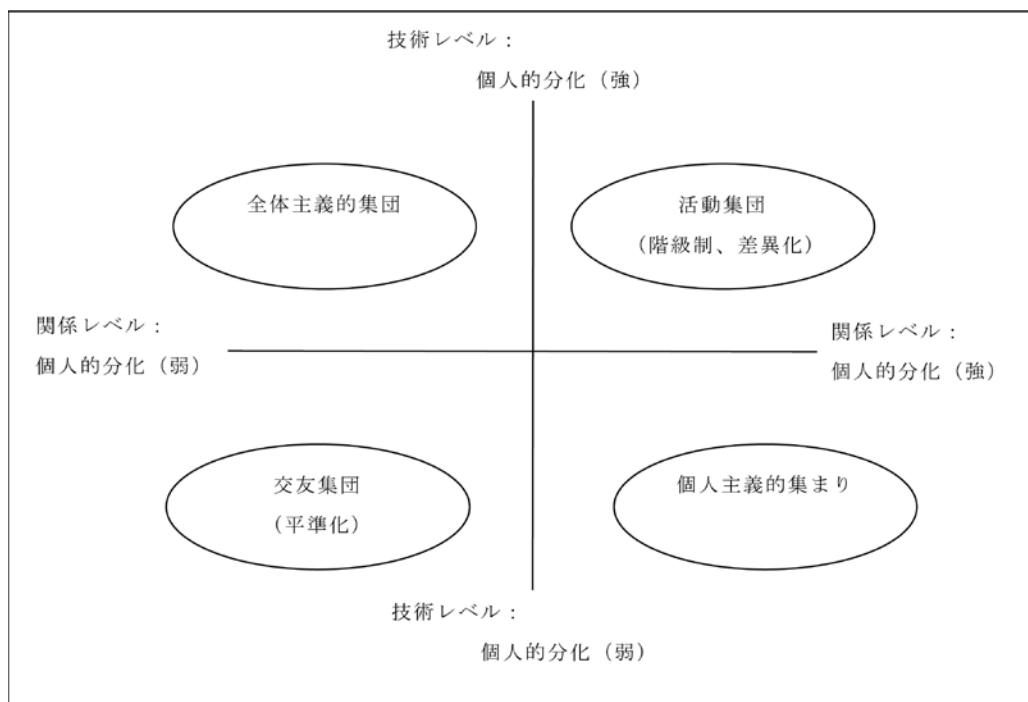 技術レベル：
個人的分化（強）
全体主義的集団
活動集団
（階級制、差異化）
関係レベル：
個人的分化（弱）
関係レベル：
個人的分化（強）
交友集団
（平準化）
個人主義的集まり
技術レベル：
個人的分化（弱）